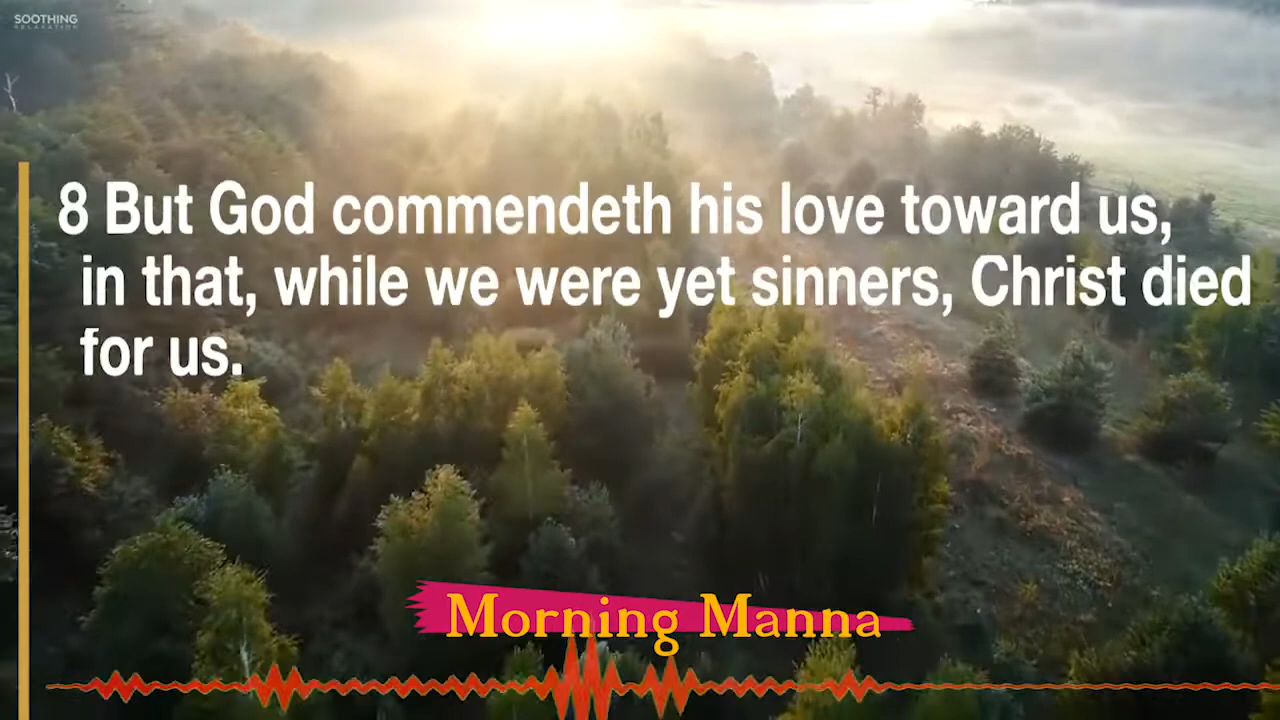 SOOTHING
RELAXATION
8 But God commendeth his love toward us,
in that, while we were yet sinners, Christ died
for us.
Morning Manna